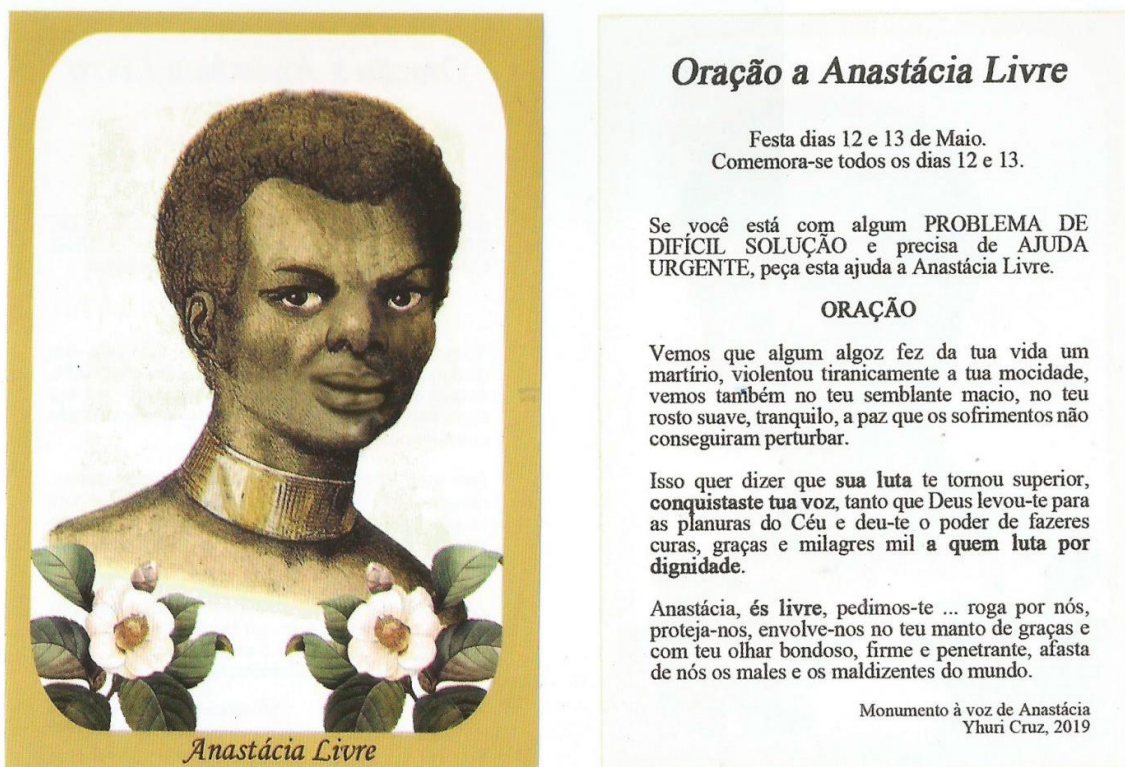 Anastácia Livre
Oração a Anastácia Livre
Festa dias 12 e 13 de Maio.
Comemora-se todos os dias 12 e 13.
Se você está com algum PROBLEMA DE
DIFÍCIL SOLUÇÃO e precisa de AJUDA
URGENTE, peça esta ajuda a Anastácia Livre.
ORAÇÃO
Vemos que algum algoz fez da tua vida um
martírio, violentou tiranicamente a tua mocidade,
vemos também no teu semblante macio, no teu
rosto suave, tranquilo, a paz que os sofrimentos não
conseguiram perturbar.
Isso quer dizer que sua luta te tornou superior,
conquistaste tua voz, tanto que Deus levou-te para
as planuras do Céu e deu-te o poder de fazeres
curas, graças e milagres mil a quem luta por
dignidade.
Anastácia, és livre, pedimos-te ... roga por nós,
proteja-nos, envolve-nos no teu manto de graças e
com teu olhar bondoso, firme e penetrante, afasta
de nós os males e os maldizentes do mundo.
Monumento à voz de Anastácia
Yhuri Cruz, 2019